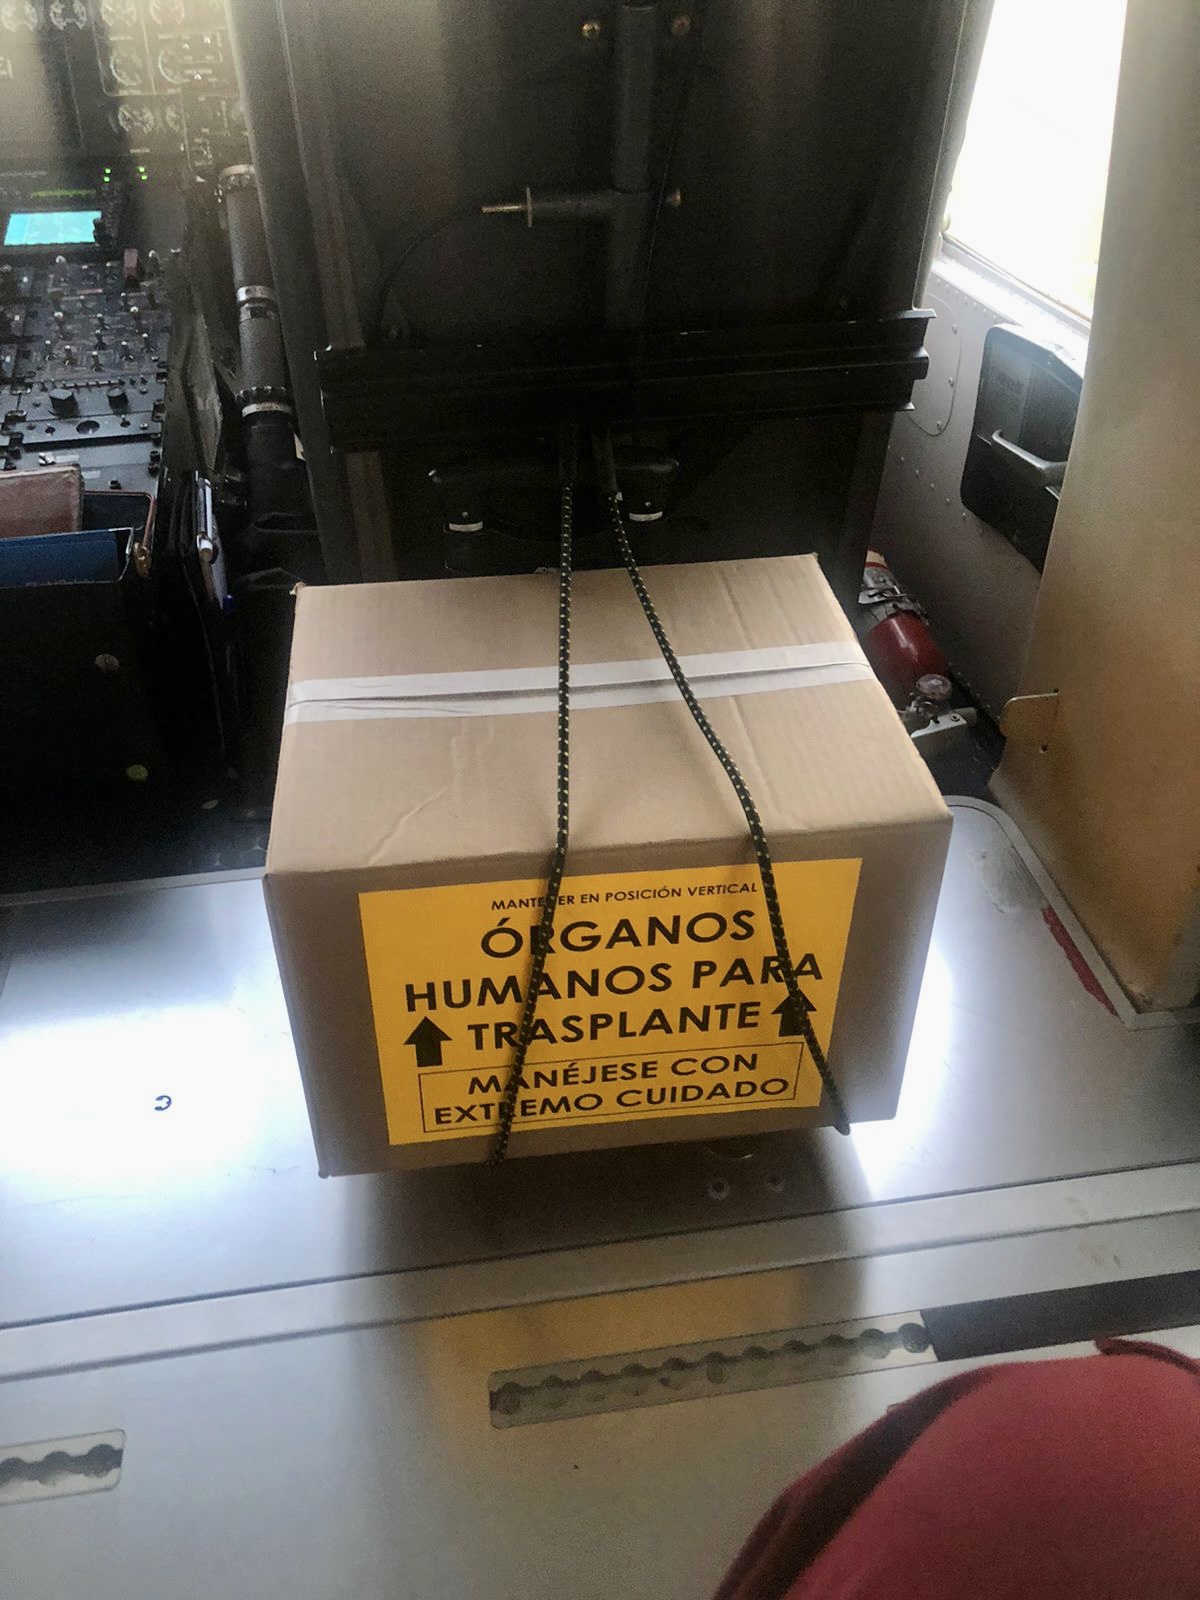 MANTENER EN POSICIÓN VERTICAL
ÓRGANOS
HUMANOS PARA
TRASPLANTE
MANÉJESE CON
EXTREMO CUIDADO